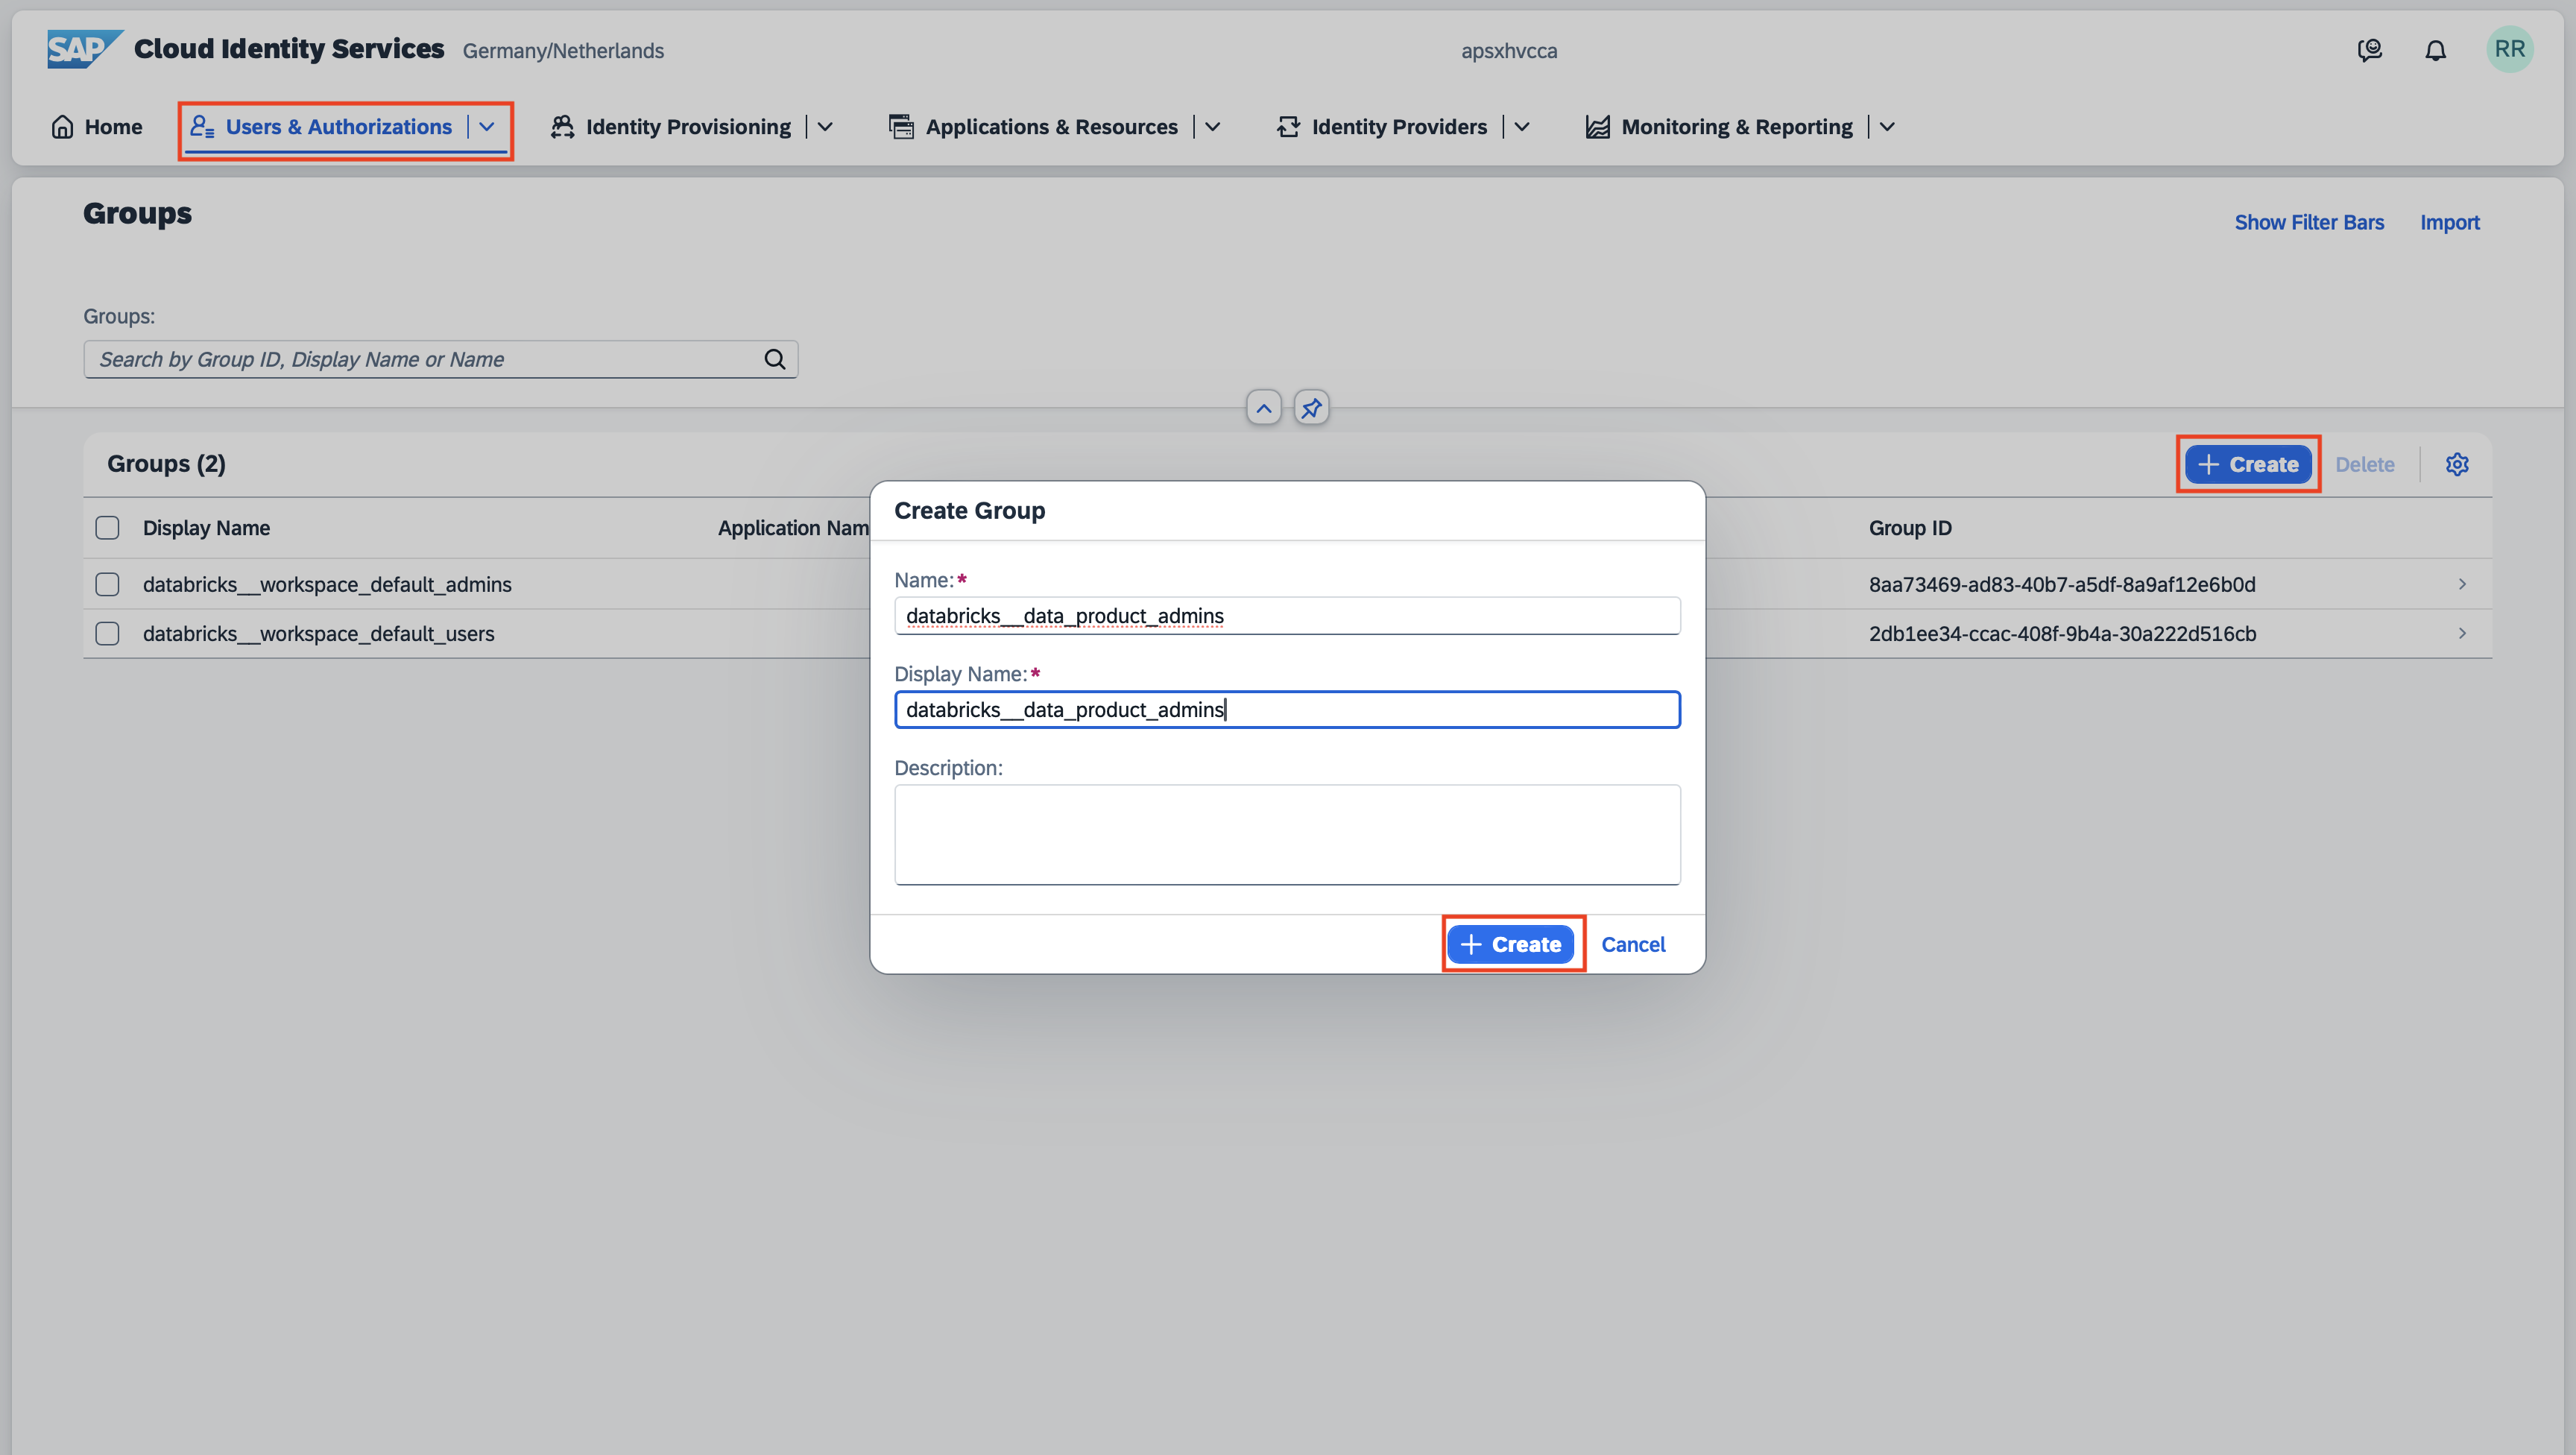 SAP Cloud Identity Services Germany/Netherlands apsxhvcca RR
Home Users & Authorizations Identity Provisioning Applications & Resources Identity Providers Monitoring & Reporting
Groups
Show Filter Bars Import
Groups:
Search by Group ID, Display Name or Name
Groups (2) Create Delete
Display Name Application Nam Group ID
databricks__workspace_default_admins 8aa73469-ad83-40b7-a5df-8a9af12e6b0d
databricks__workspace_default_users 2db1ee34-ccac-408f-9b4a-30a222d516cb
Create Group
Name:*
databricks__data_product_admins
Display Name:*
databricks__data_product_admins
Description:
Create Cancel